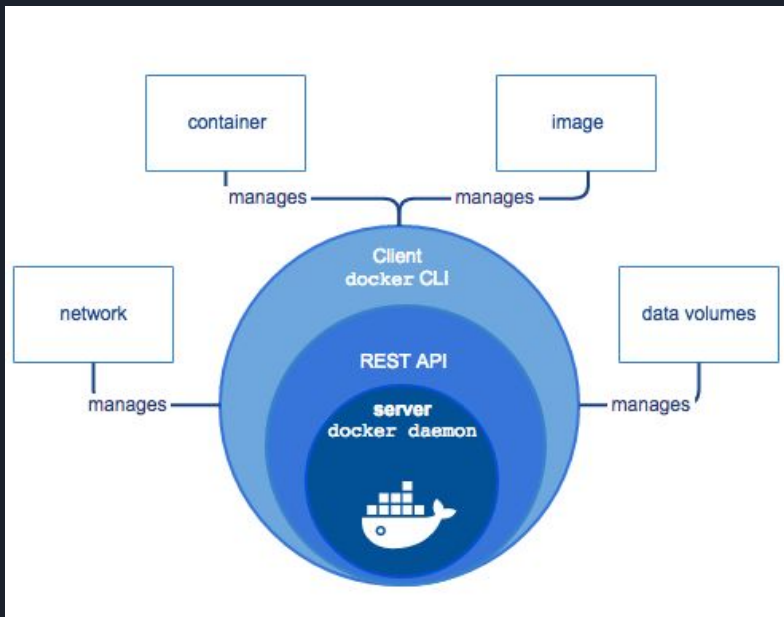 container
image
manages
manages
Client
docker CLI
network
data volumes
REST API
manages
manages
server
docker daemon